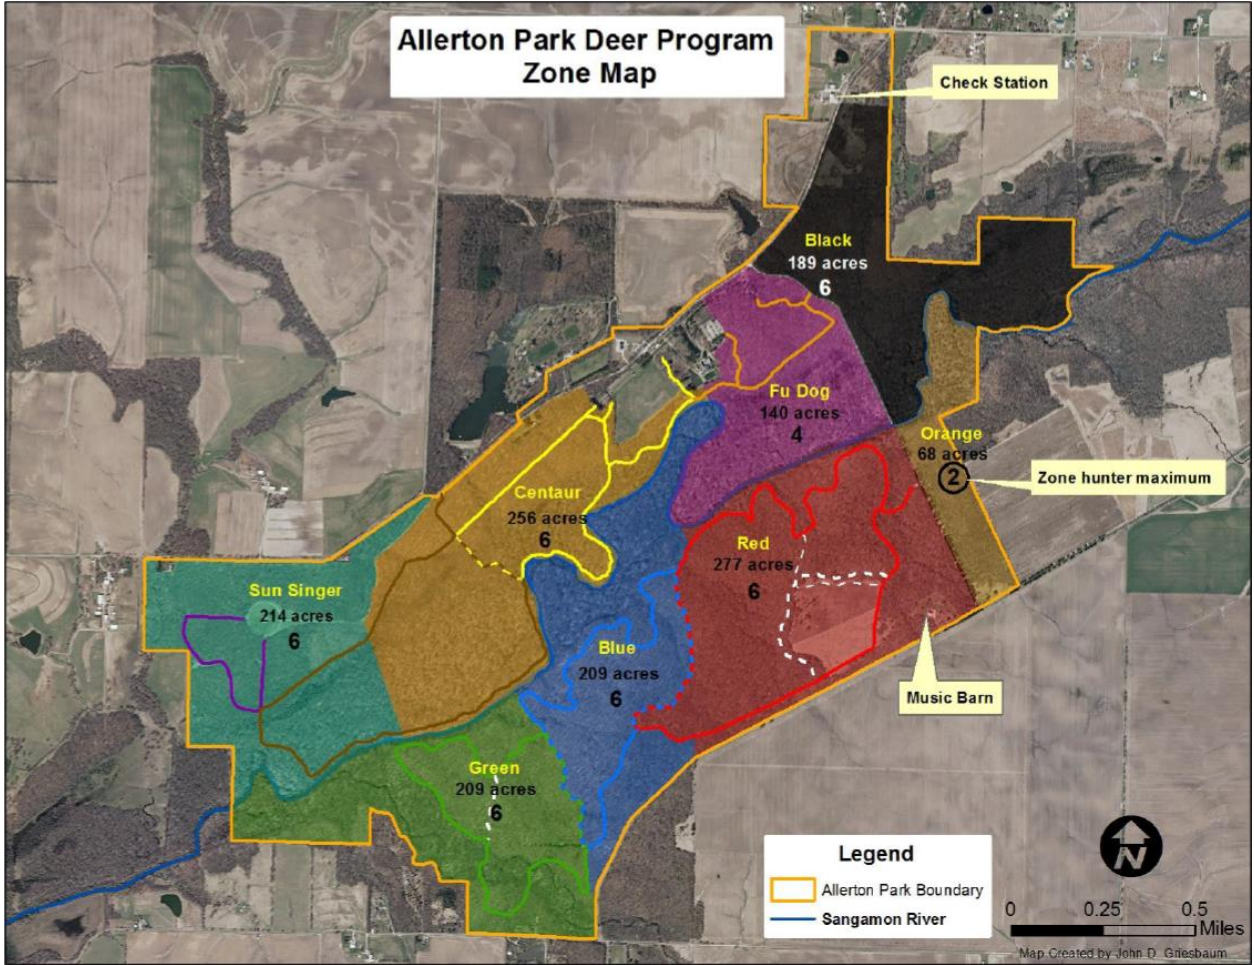 Allerton Park Deer Program
Zone Map
Check Station
Black
189 acres
6
Fu Dog
140 acres
4
Orange
68 acres
2
Zone hunter maximum
Centaur
256 acres
6
Red
277 acres
6
Sun Singer
214 acres
6
Blue
209 acres
6
Music Barn
Green
209 acres
6
Legend
Allerton Park Boundary
Sangamon River
N
0 0.25 0.5
Miles
Map Created by John D. Griesbaum